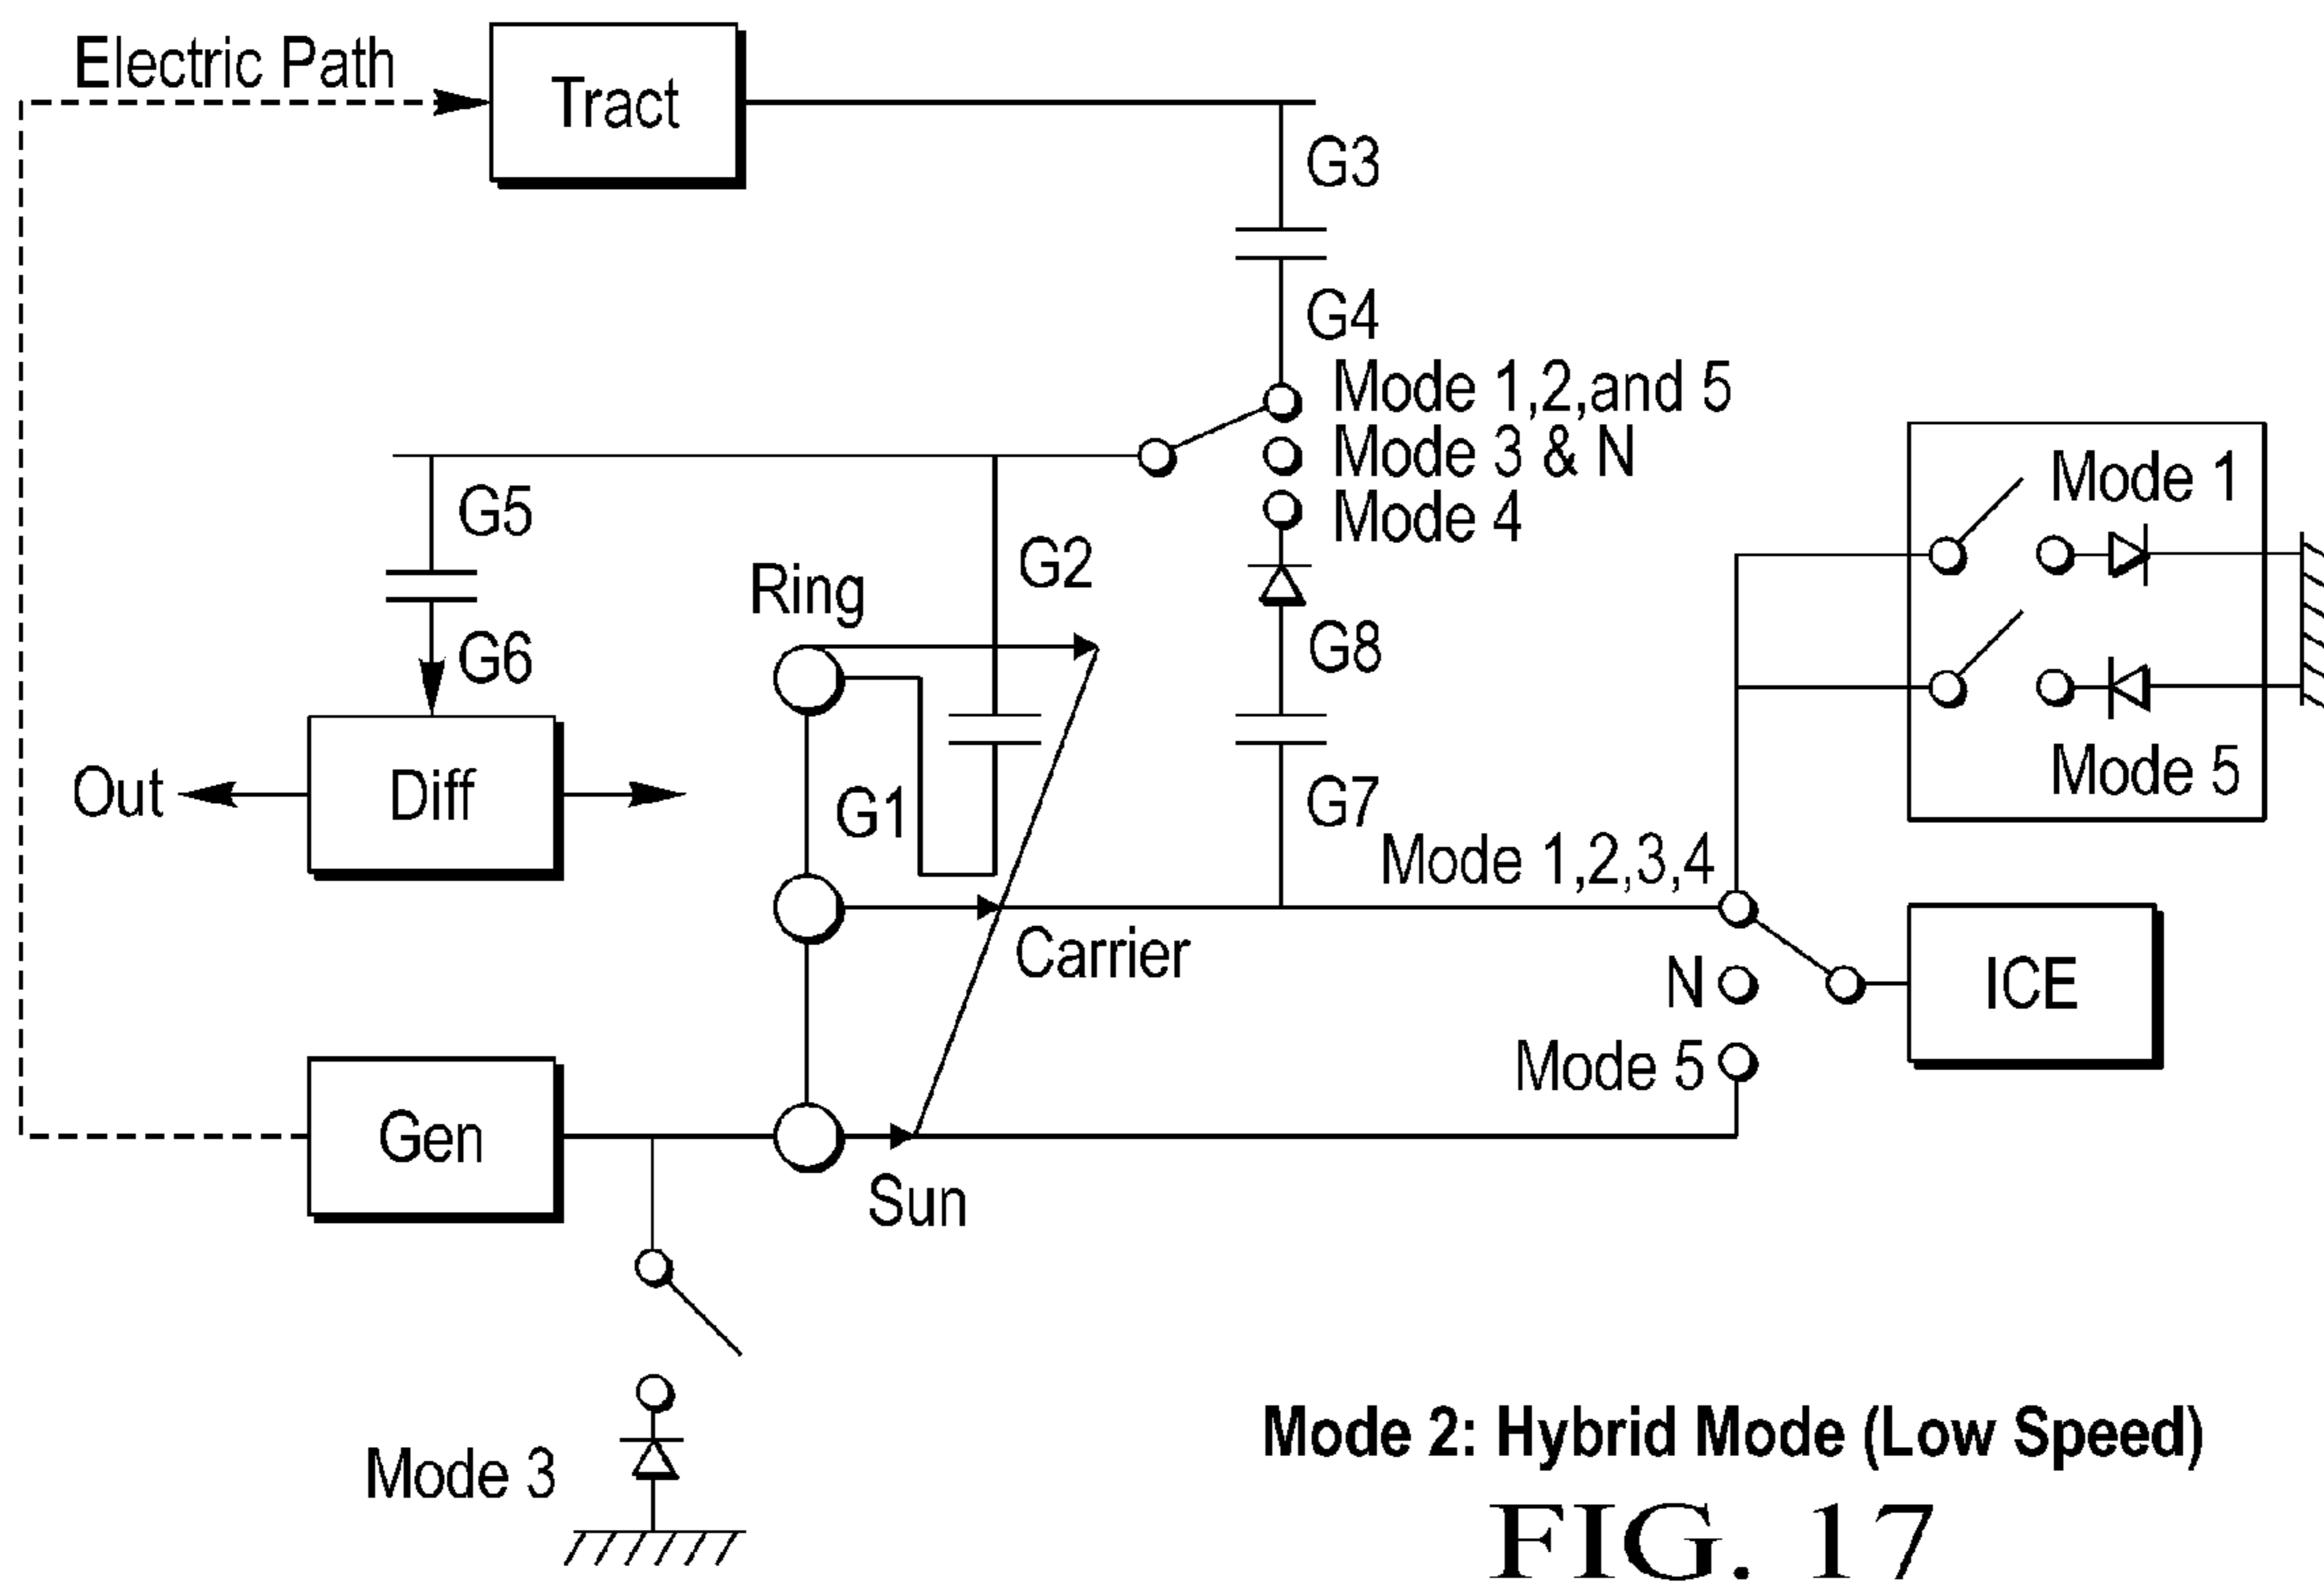 Electric Path
Tract
G3
G4
Mode 1,2,and 5
Mode 3 & N
Mode 4
G5
G6
G2
Ring
G8
Mode 1
Mode 5
Out
Diff
G1
G7
Mode 1,2,3,4
Carrier
N
ICE
Mode 5
Gen
Sun
Mode 3
Mode 2: Hybrid Mode (Low Speed)
FIG. 17